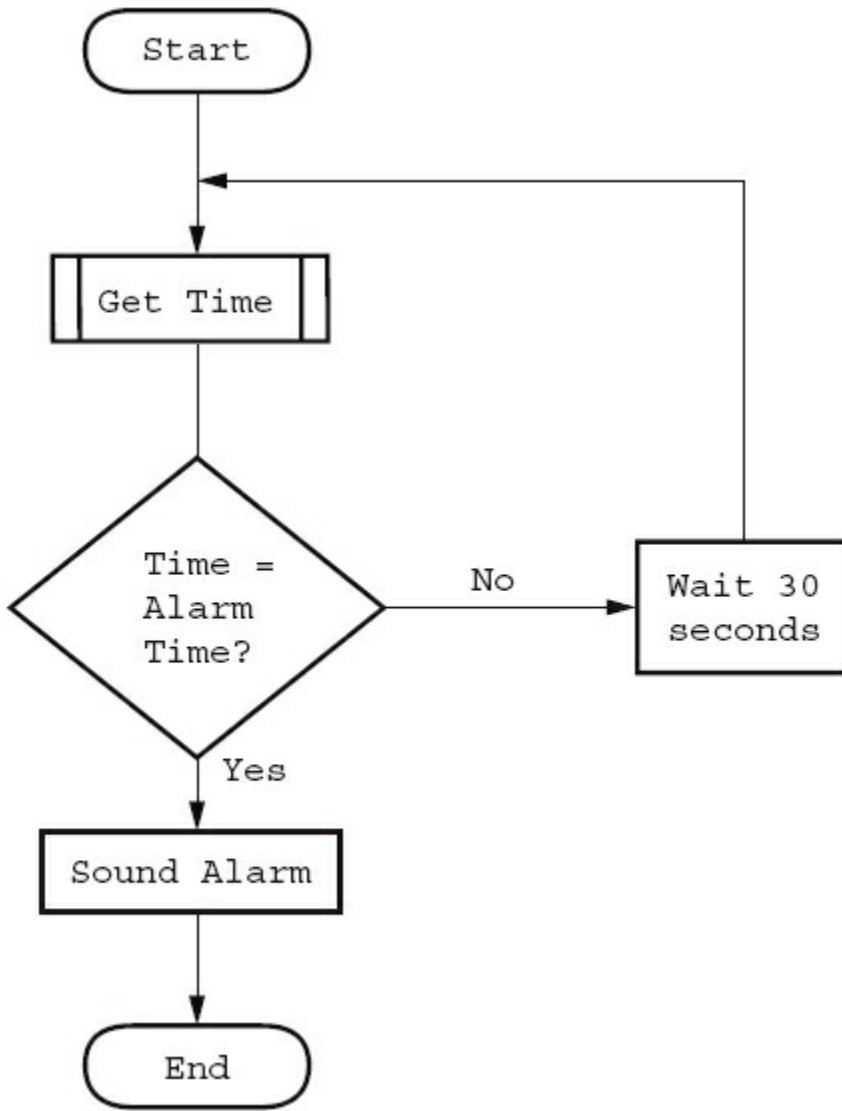 Start
Get Time
Time =
Alarm
Time?
No
Wait 30
seconds
Yes
Sound Alarm
End